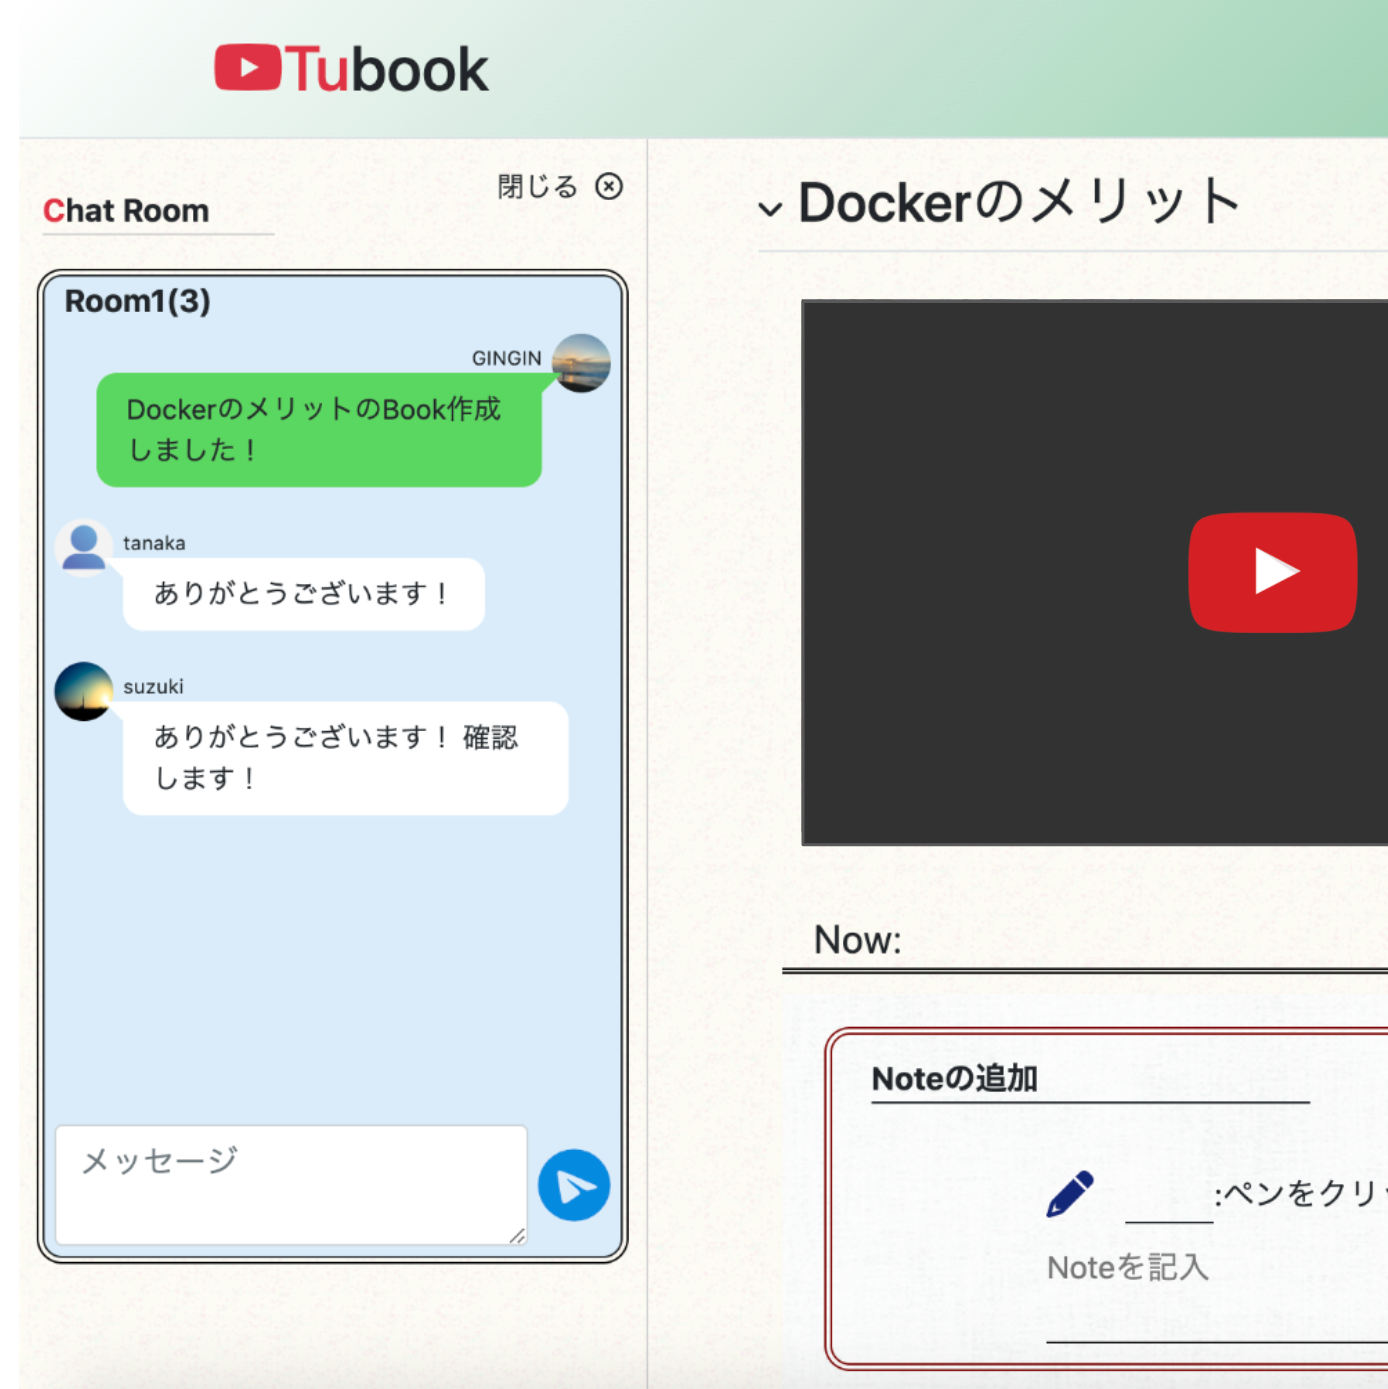 Tubook
閉じる
Chat Room
Room1(3)
GINGIN
DockerのメリットのBook作成
しました！
tanaka
ありがとうございます！
suzuki
ありがとうございます！ 確認
します！
メッセージ
Dockerのメリット
Now:
Noteの追加
:ペンをクリッ
Noteを記入